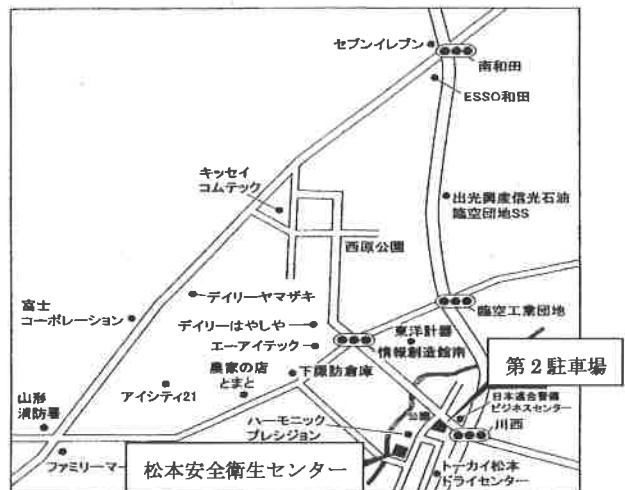 セブンイレブン
南和田
ESSO和田
キッセイ
コムテック
出光興産信光石油
臨空団地SS
西原公園
デイリーヤマザキ
富士
コーポレーション
臨空工業団地
デイリーはやしや
東洋計器
エーアイテック
情報創造館南
第2駐車場
農家の店
とまと
下諏訪倉庫
アイシティ21
山形
消防署
公園
日本連合警備
ビジネスセンター
ハーモニック
プレシジョン
川西
ファミリーマー
松本安全衛生センター
トーカイ松本
ドライセンター